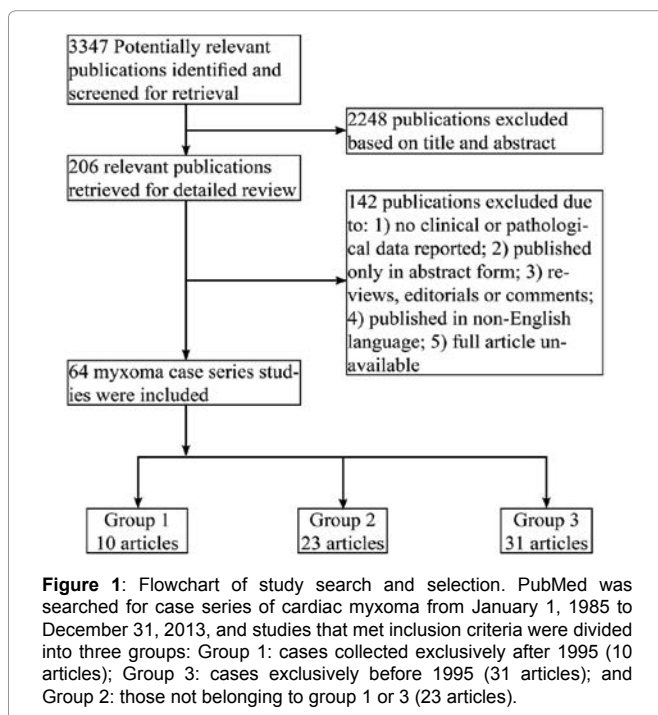 3347 Potentially relevant
publications identified and
screened for retrieval
2248 publications excluded
based on title and abstract
206 relevant publications
retrieved for detailed review
142 publications excluded due
to: 1) no clinical or pathologi-
cal data reported; 2) published
only in abstract form; 3) re-
views, editorials or comments;
4) published in non-English
language; 5) full article un-
available
64 myxoma case series stud-
ies were included
Group 1
10 articles
Group 2
23 articles
Group 3
31 articles
Figure 1: Flowchart of study search and selection. PubMed was
searched for case series of cardiac myxoma from January 1, 1985 to
December 31, 2013, and studies that met inclusion criteria were divided
into three groups: Group 1: cases collected exclusively after 1995 (10
articles); Group 3: cases exclusively before 1995 (31 articles); and
Group 2: those not belonging to group 1 or 3 (23 articles).